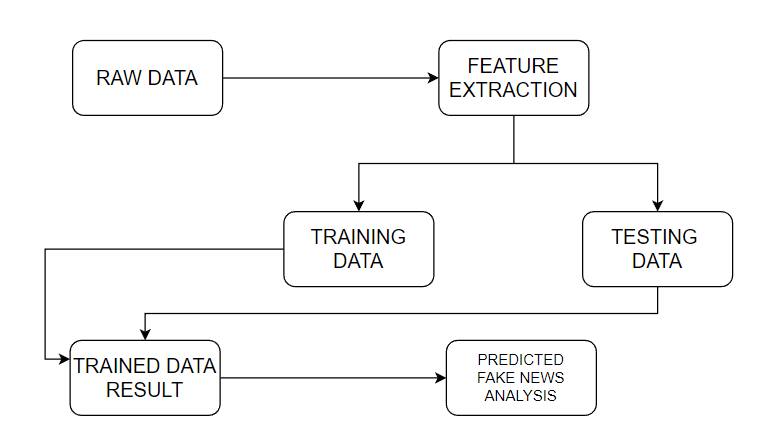 RAW DATA
FEATURE
EXTRACTION
TRAINING
DATA
TESTING
DATA
TRAINED DATA
RESULT
PREDICTED
FAKE NEWS
ANALYSIS